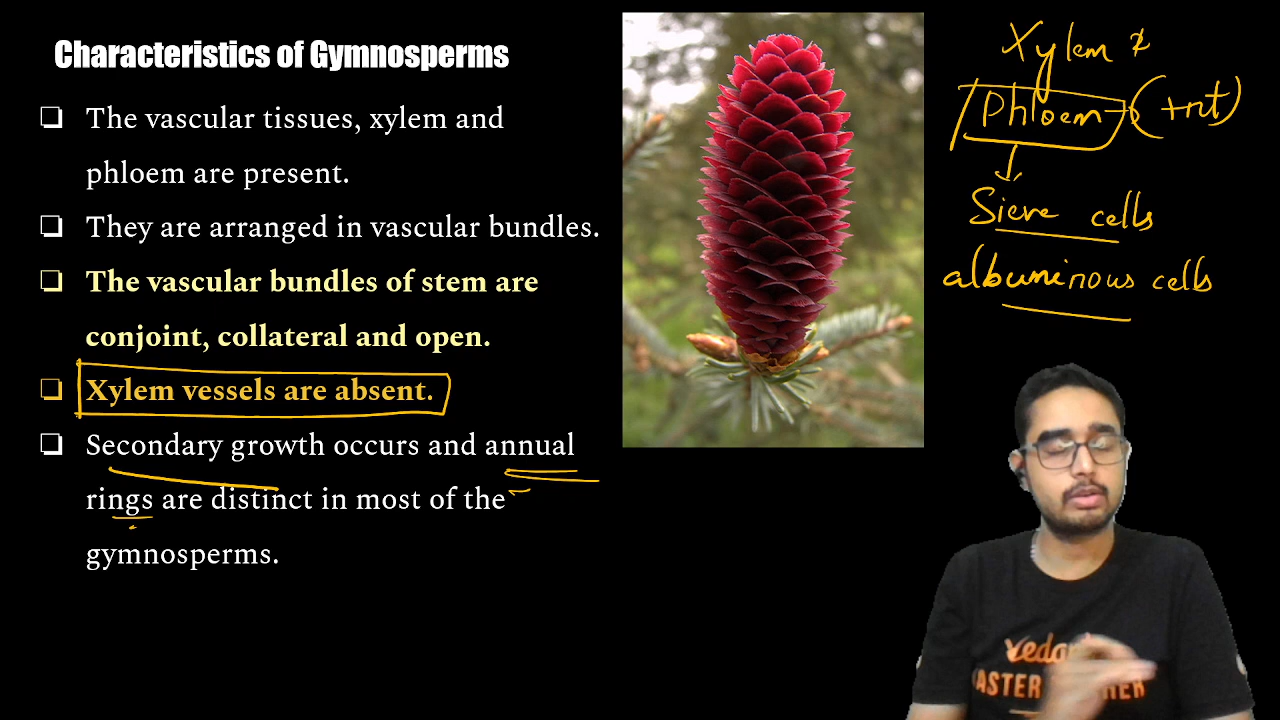 Characteristics of Gymnosperms
❏ The vascular tissues, xylem and
phloem are present.
❏ They are arranged in vascular bundles.
❏ The vascular bundles of stem are
conjoint, collateral and open.
❏ Xylem vessels are absent.
❏ Secondary growth occurs and annual
rings are distinct in most of the
gymnosperms.
Xylem &
Phloem (+nt)
Sieve cells
albuminous cells